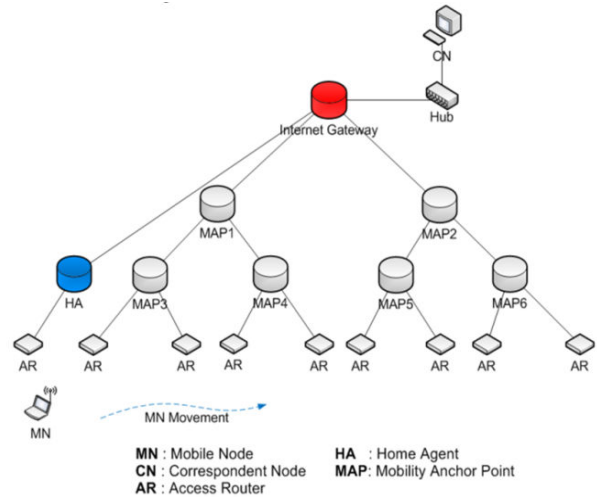 CN
Hub
Internet Gateway
MAP1
MAP2
HA
MAP3
MAP4
MAP5
MAP6
AR
AR
AR
AR
AR
AR
AR
AR
AR
MN Movement
MN
MN : Mobile Node
HA : Home Agent
CN : Correspondent Node
MAP: Mobility Anchor Point
AR : Access Router